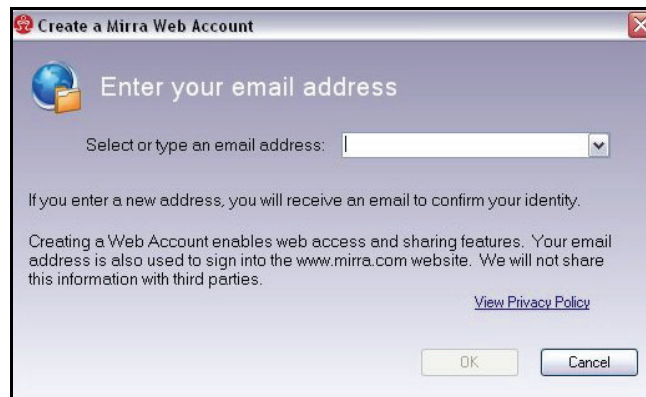 Create a Mirra Web Account
Enter your email address
Select or type an email address:
If you enter a new address, you will receive an email to confirm your identity.
Creating a Web Account enables web access and sharing features. Your email
address is also used to sign into the www.mirra.com website. We will not share
this information with third parties.
View Privacy Policy
OK
Cancel